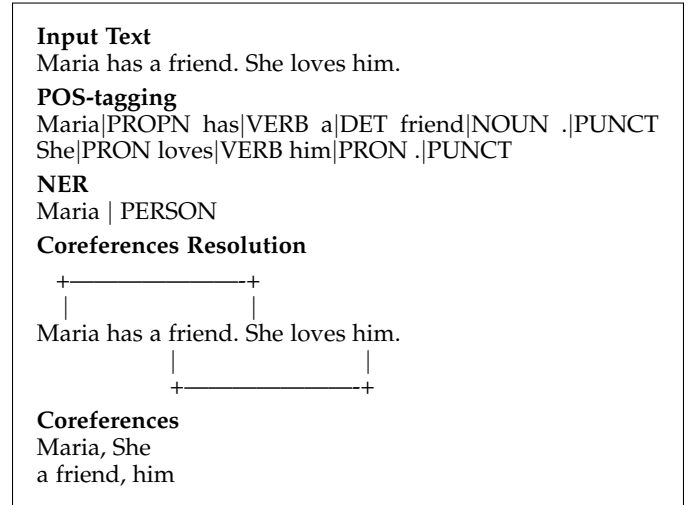 Input Text
Maria has a friend. She loves him.
POS-tagging
Maria|PROPN has|VERB a|DET friend|NOUN .|PUNCT
She|PRON loves|VERB him|PRON .|PUNCT
NER
Maria | PERSON
Coreferences Resolution
+——————————-+
| |
Maria has a friend. She loves him.
| |
+——————————-+
Coreferences
Maria, She
a friend, him